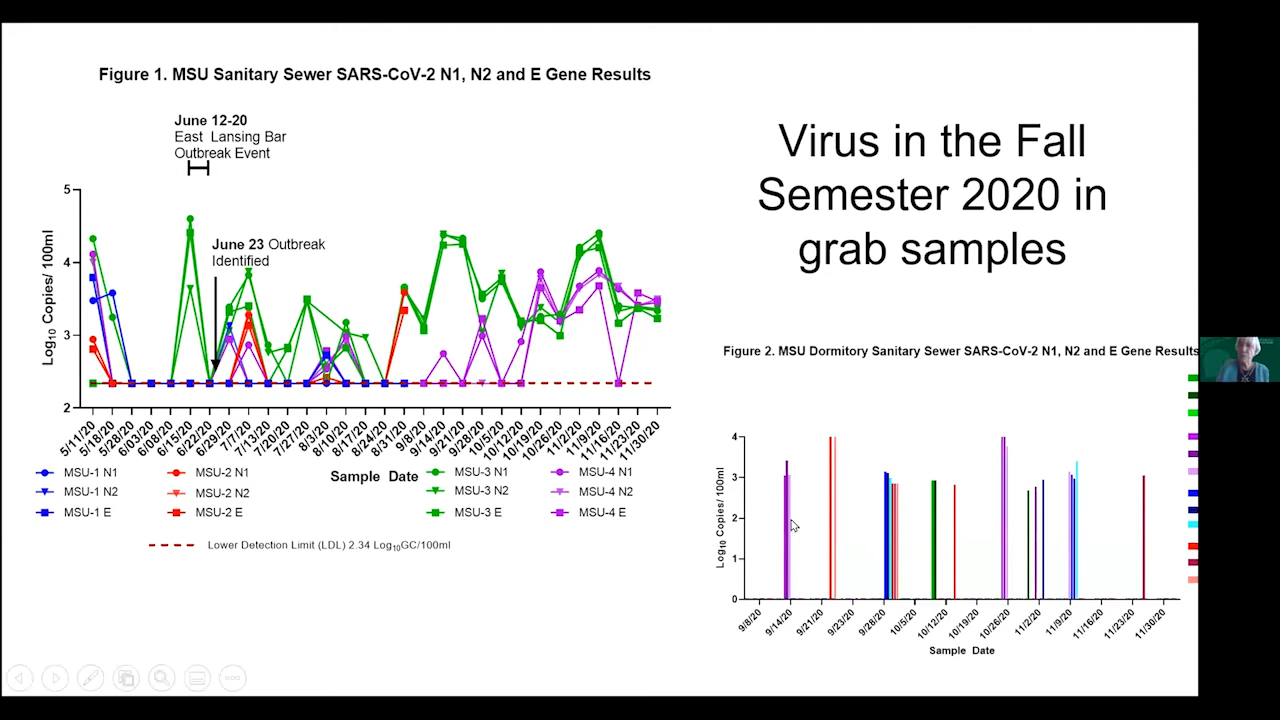 Figure 1. MSU Sanitary Sewer SARS-CoV-2 N1, N2 and E Gene Results
June 12-20
East Lansing Bar
Outbreak Event
June 23 Outbreak
Identified
Log10 Copies/ 100ml
5
4
3
2
5/11/20
5/18/20
5/28/20
6/03/20
6/08/20
6/15/20
6/22/20
6/29/20
7/7/20
7/13/20
7/20/20
7/27/20
8/3/20
8/10/20
8/17/20
8/24/20
8/31/20
9/8/20
9/14/20
9/21/20
9/28/20
10/5/20
10/12/20
10/19/20
10/26/20
11/2/20
11/9/20
11/16/20
11/23/20
11/30/20
Sample Date
MSU-1 N1
MSU-1 N2
MSU-1 E
MSU-2 N1
MSU-2 N2
MSU-2 E
MSU-3 N1
MSU-3 N2
MSU-3 E
MSU-4 N1
MSU-4 N2
MSU-4 E
Lower Detection Limit (LDL) 2.34 Log10GC/100ml
Virus in the Fall
Semester 2020 in
grab samples
Figure 2. MSU Dormitory Sanitary Sewer SARS-CoV-2 N1, N2 and E Gene Results
Log10 Copies/ 100ml
4
3
2
1
0
9/8/20
9/14/20
9/21/20
9/23/20
9/28/20
10/5/20
10/12/20
10/19/20
10/26/20
11/2/20
11/9/20
11/16/20
11/23/20
11/30/20
Sample Date